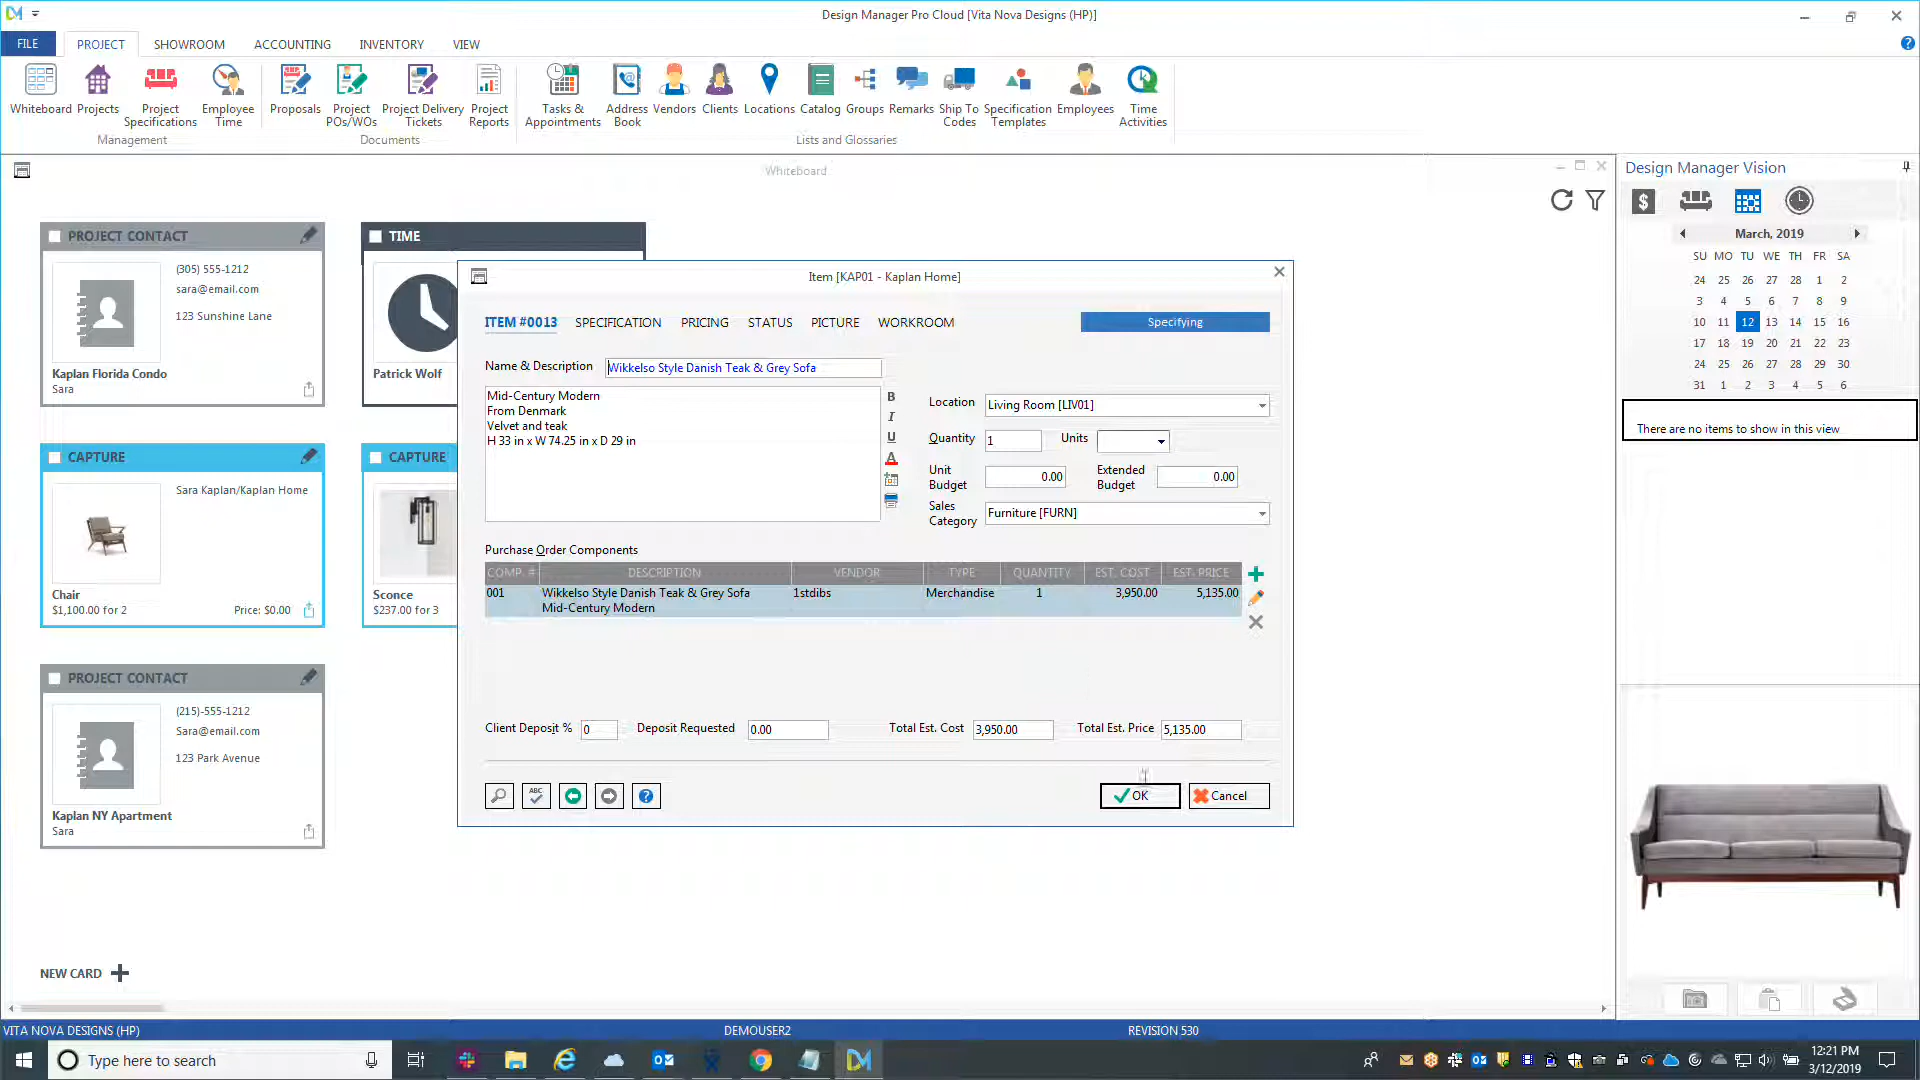 Design Manager Pro Cloud [Vita Nova Designs (HP)]
FILE
PROJECT
SHOWROOM
ACCOUNTING
INVENTORY
VIEW
Whiteboard
Projects
Project Specifications
Employee Time
Proposals
Project POs/WOs
Project Delivery Tickets
Project Reports
Tasks & Appointments
Address Book
Vendors
Clients
Locations
Catalog
Groups
Remarks
Ship To Codes
Specification Templates
Employees
Time Activities
Management
Documents
Lists and Glossaries
Whiteboard
PROJECT CONTACT
(305) 555-1212
sara@email.com
123 Sunshine Lane
Kaplan Florida Condo
Sara
TIME
Patrick Wolf
CAPTURE
Sara Kaplan/Kaplan Home
Chair
$1,100.00 for 2
Price: $0.00
CAPTURE
Sconce
$237.00 for 3
PROJECT CONTACT
(215)-555-1212
Sara@email.com
123 Park Avenue
Kaplan NY Apartment
Sara
NEW CARD
Item [KAP01 - Kaplan Home]
ITEM #0013
SPECIFICATION
PRICING
STATUS
PICTURE
WORKROOM
Specifying
Name & Description
Wikkelso Style Danish Teak & Grey Sofa
Mid-Century Modern
From Denmark
Velvet and teak
H 33 in x W 74.25 in x D 29 in
B
I
U
A
Location
Living Room [LIV01]
Quantity
1
Units
Unit Budget
0.00
Extended Budget
0.00
Sales Category
Furniture [FURN]
Purchase Order Components
COMP. # DESCRIPTION VENDOR TYPE QUANTITY EST. COST EST. PRICE
001 Wikkelso Style Danish Teak & Grey Sofa 1stdibs Merchandise 1 3,950.00 5,135.00
Mid-Century Modern
Client Deposit % 0
Deposit Requested 0.00
Total Est. Cost 3,950.00
Total Est. Price 5,135.00
ABC
?
OK
Cancel
Design Manager Vision
$
March, 2019
SU MO TU WE TH FR SA
24 25 26 27 28 1 2
3 4 5 6 7 8 9
10 11 12 13 14 15 16
17 18 19 20 21 22 23
24 25 26 27 28 29 30
31 1 2 3 4 5 6
There are no items to show in this view
VITA NOVA DESIGNS (HP)
DEMOUSER2
REVISION 530
Type here to search
12:21 PM
3/12/2019